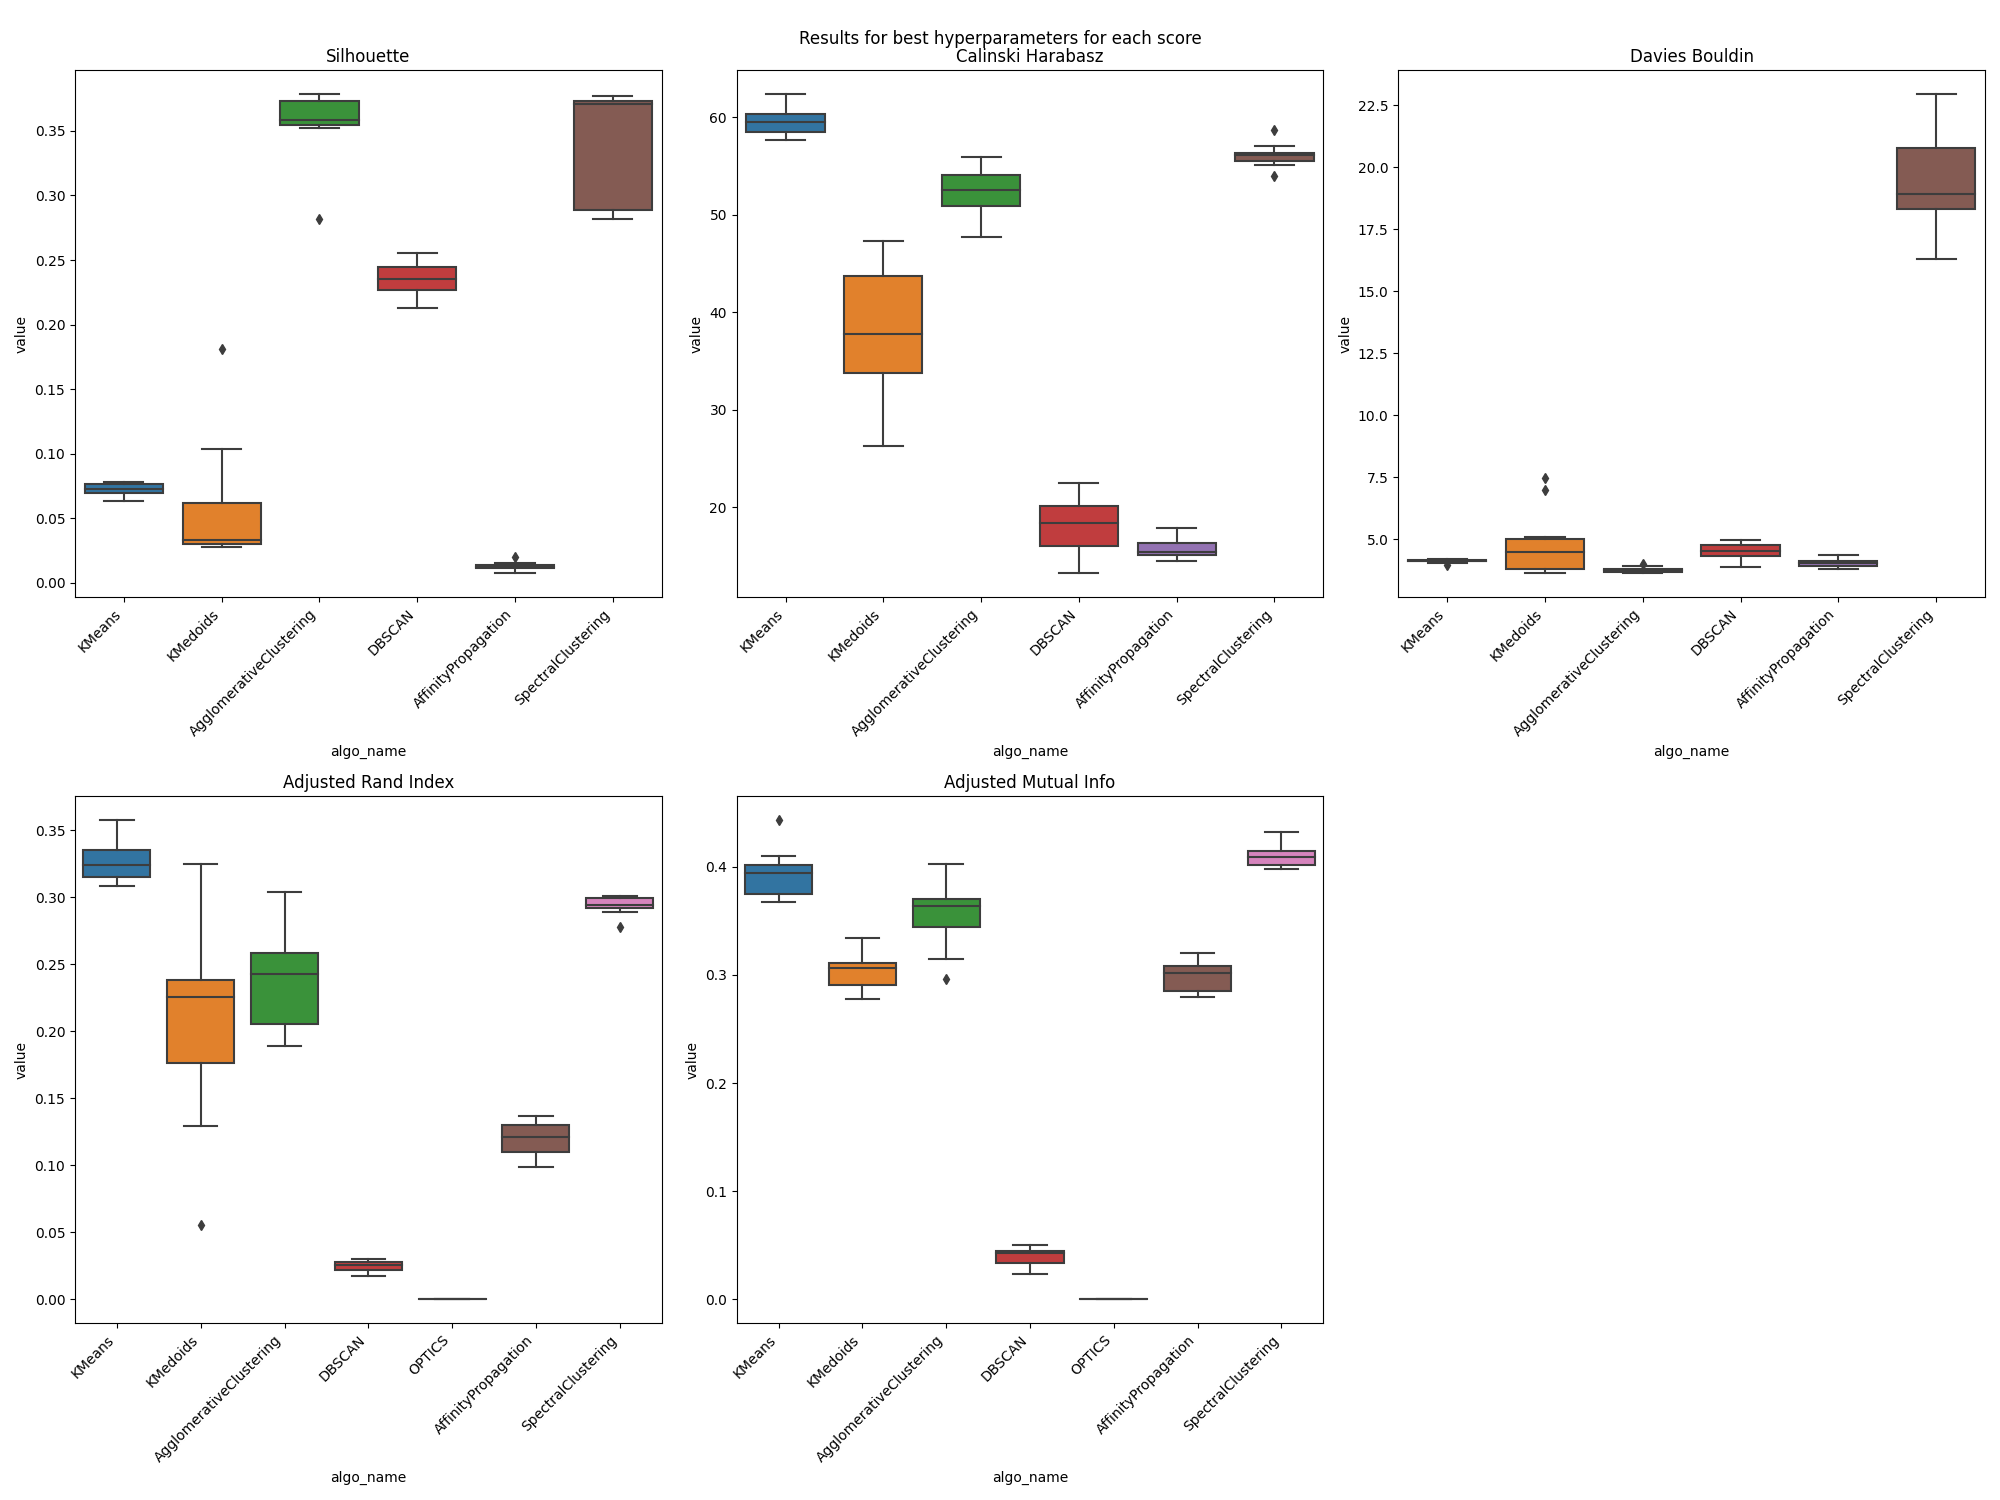 Results for best hyperparameters for each score
Silhouette
value
0.35
0.30
0.25
0.20
0.15
0.10
0.05
0.00
KMeans
KMedoids
AgglomerativeClustering
DBSCAN
AffinityPropagation
SpectralClustering
algo_name
Calinski Harabasz
value
60
50
40
30
20
KMeans
KMedoids
AgglomerativeClustering
DBSCAN
AffinityPropagation
SpectralClustering
algo_name
Davies Bouldin
value
22.5
20.0
17.5
15.0
12.5
10.0
7.5
5.0
KMeans
KMedoids
AgglomerativeClustering
DBSCAN
AffinityPropagation
SpectralClustering
algo_name
Adjusted Rand Index
value
0.35
0.30
0.25
0.20
0.15
0.10
0.05
0.00
KMeans
KMedoids
AgglomerativeClustering
DBSCAN
OPTICS
AffinityPropagation
SpectralClustering
algo_name
Adjusted Mutual Info
value
0.4
0.3
0.2
0.1
0.0
KMeans
KMedoids
AgglomerativeClustering
DBSCAN
OPTICS
AffinityPropagation
SpectralClustering
algo_name